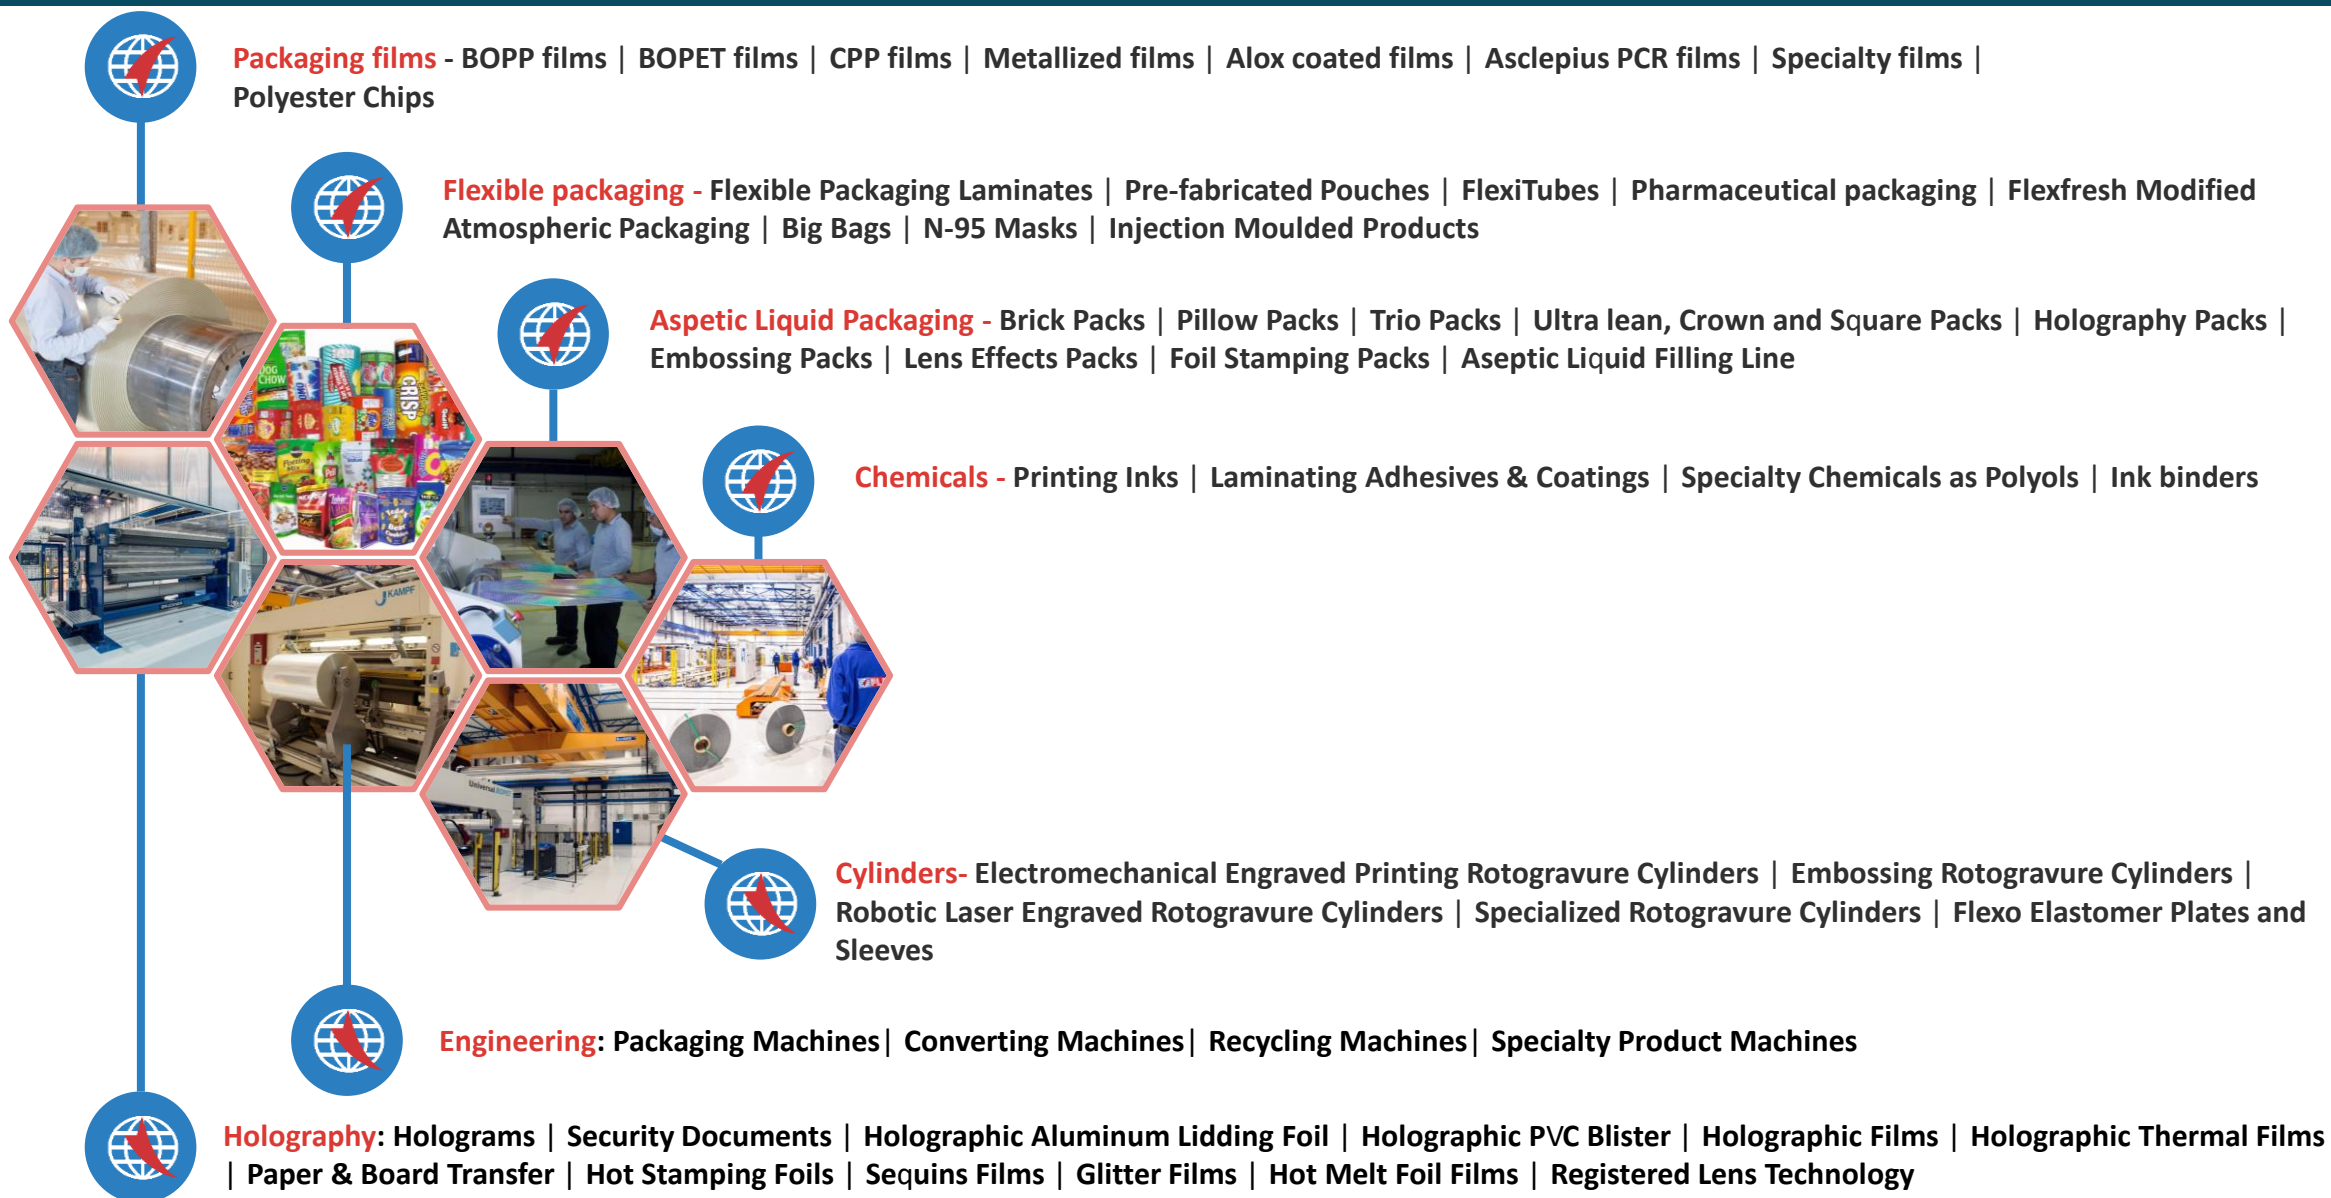 Packaging films - BOPP films | BOPET films | CPP films | Metallized films | Alox coated films | Asclepius PCR films | Specialty films |
Polyester Chips
Flexible packaging - Flexible Packaging Laminates | Pre-fabricated Pouches | FlexiTubes | Pharmaceutical packaging | Flexfresh Modified
Atmospheric Packaging | Big Bags | N-95 Masks | Injection Moulded Products
Aspetic Liquid Packaging - Brick Packs | Pillow Packs | Trio Packs | Ultra lean, Crown and Square Packs | Holography Packs |
Embossing Packs | Lens Effects Packs | Foil Stamping Packs | Aseptic Liquid Filling Line
DOG
CHOW
CRISP
Chemicals - Printing Inks | Laminating Adhesives & Coatings | Specialty Chemicals as Polyols | Ink binders
KAMPF
Universal
Cylinders- Electromechanical Engraved Printing Rotogravure Cylinders | Embossing Rotogravure Cylinders |
Robotic Laser Engraved Rotogravure Cylinders | Specialized Rotogravure Cylinders | Flexo Elastomer Plates and
Sleeves
Engineering: Packaging Machines| Converting Machines| Recycling Machines| Specialty Product Machines
Holography: Holograms | Security Documents | Holographic Aluminum Lidding Foil | Holographic PVC Blister | Holographic Films | Holographic Thermal Films
| Paper & Board Transfer | Hot Stamping Foils | Sequins Films | Glitter Films | Hot Melt Foil Films | Registered Lens Technology